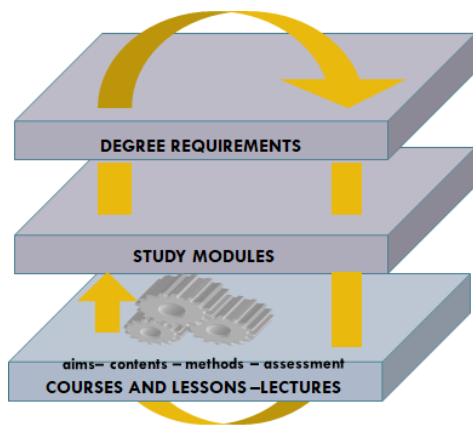 DEGREE REQUIREMENTS
STUDY MODULES
aims– contents – methods – assessment
COURSES AND LESSONS –LECTURES